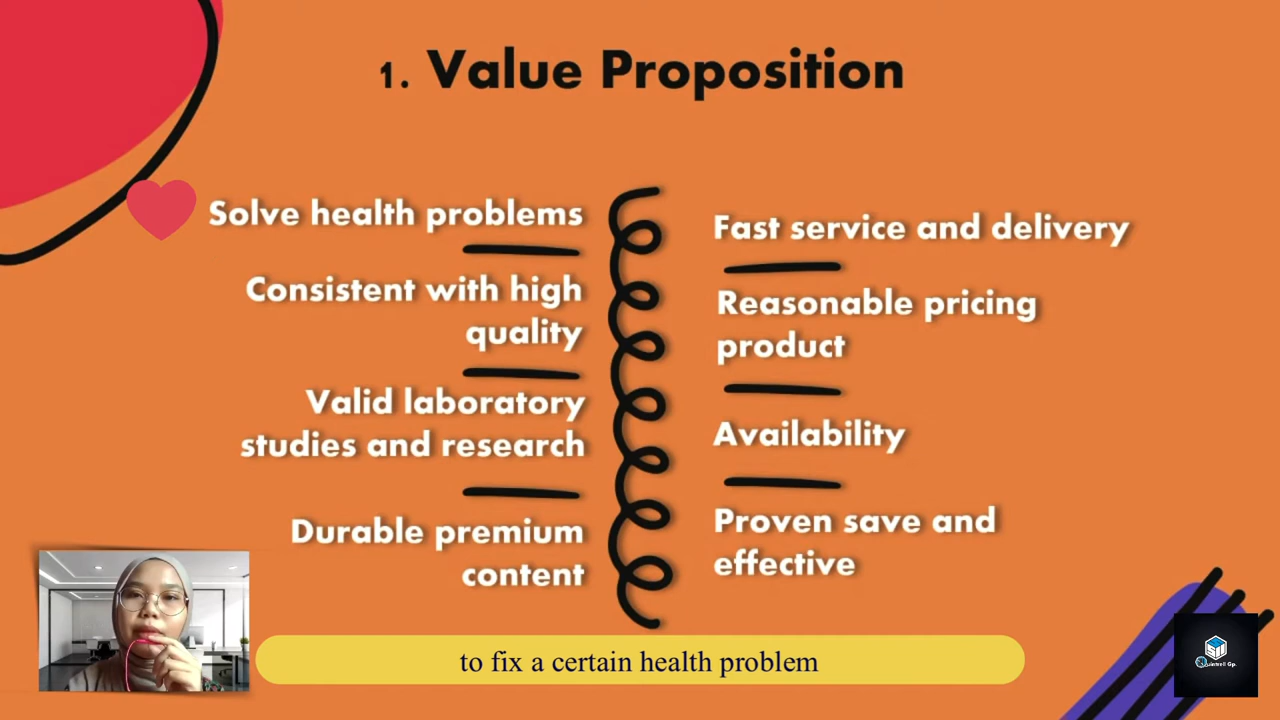 1. Value Proposition
Solve health problems
Consistent with high
quality
Valid laboratory
studies and research
Durable premium
content
Fast service and delivery
Reasonable pricing
product
Availability
Proven save and
effective
to fix a certain health problem